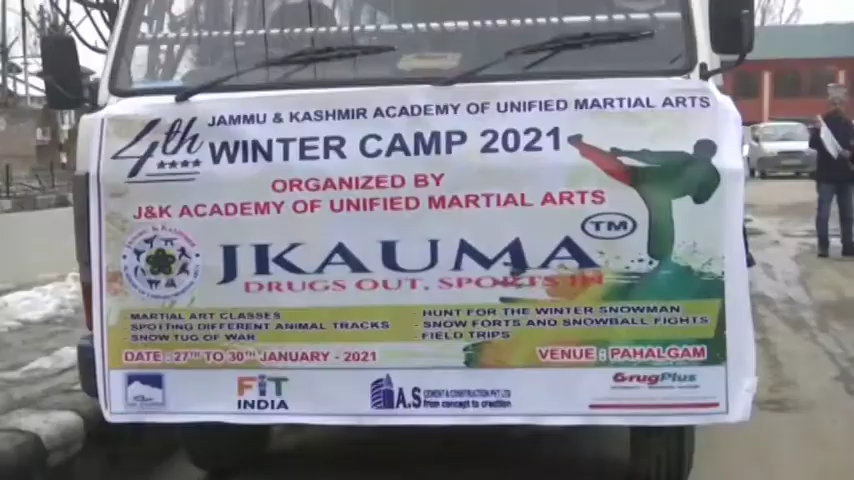 JAMMU & KASHMIR ACADEMY OF UNIFIED MARTIAL ARTS
4th WINTER CAMP 2021
ORGANIZED BY
J&K ACADEMY OF UNIFIED MARTIAL ARTS
JKAUMA TM
DRUGS OUT, SPORTS IN
- MARTIAL ART CLASSES
- SPOTTING DIFFERENT ANIMAL TRACKS
- SNOW TUG OF WAR
- HUNT FOR THE WINTER SNOWMAN
- SNOW FORTS AND SNOWBALL FIGHTS
- FIELD TRIPS
DATE : 27TH TO 30TH JANUARY - 2021
VENUE : PAHALGAM
FIT INDIA
A.S CEMENT & CONSTRUCTION PVT LTD
from concept to creation